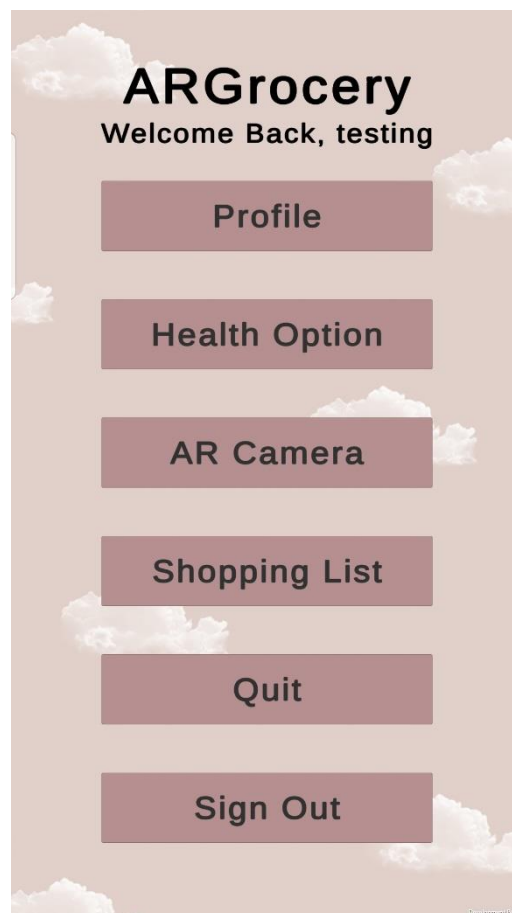 ARGrocery
Welcome Back, testing
Profile
Health Option
AR Camera
Shopping List
Quit
Sign Out